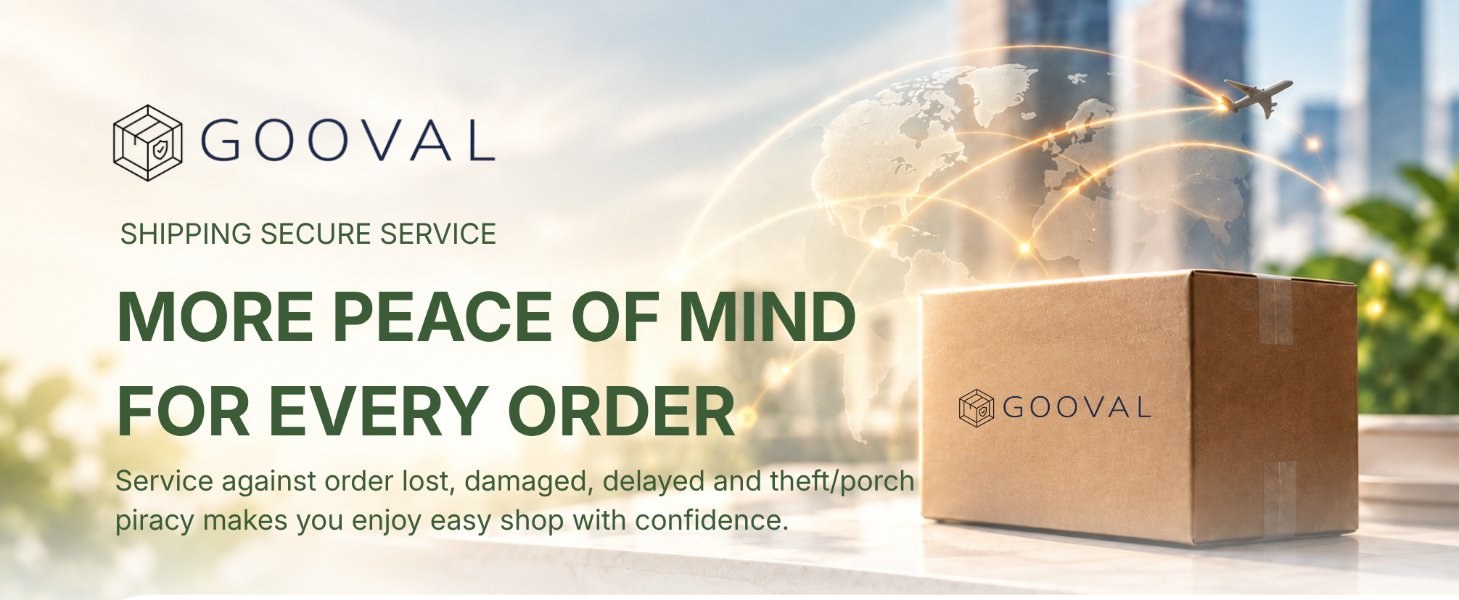 GOOVAL
SHIPPING SECURE SERVICE
MORE PEACE OF MIND
FOR EVERY ORDER
Service against order lost, damaged, delayed and theft/porch
piracy makes you enjoy easy shop with confidence.
GOOVAL